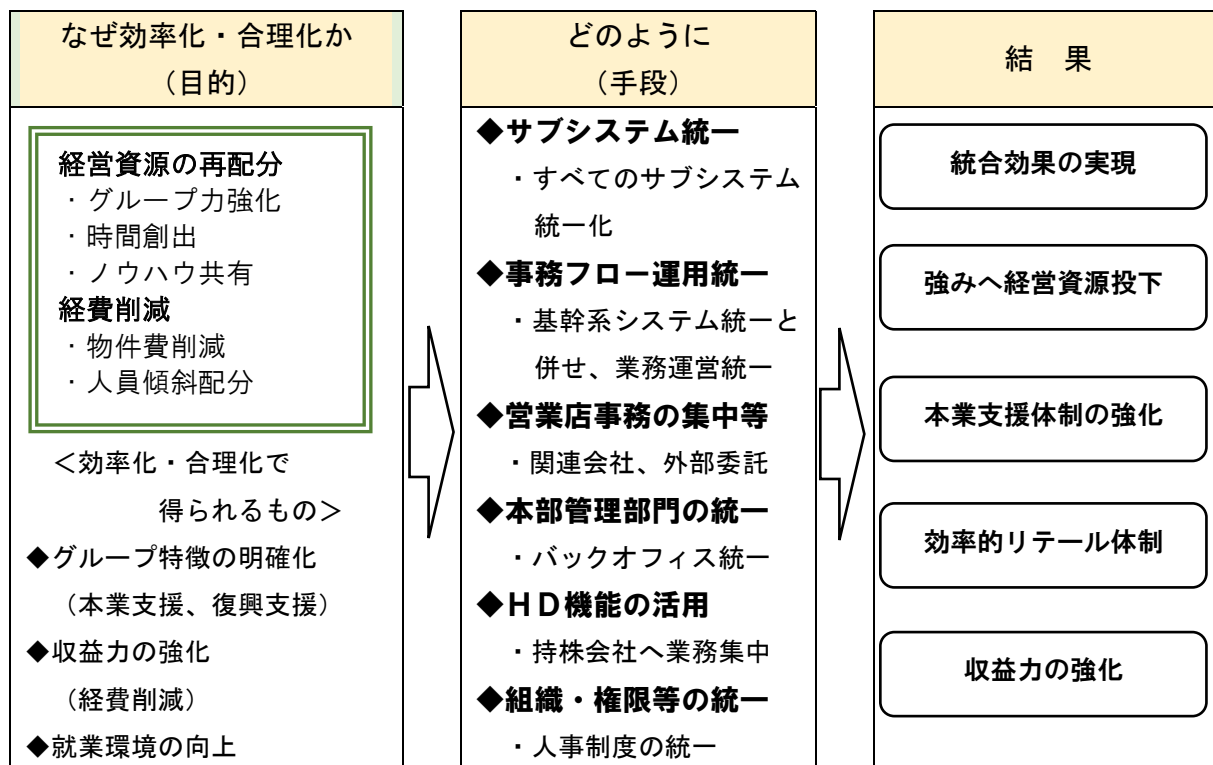 なぜ効率化・合理化か
（目的）
経営資源の再配分
・グループ力強化
・時間創出
・ノウハウ共有
経費削減
・物件費削減
・人員傾斜配分
＜効率化・合理化で
得られるもの＞
◆グループ特徴の明確化
（本業支援、復興支援）
◆収益力の強化
（経費削減）
◆就業環境の向上
どのように
（手段）
◆サブシステム統一
・すべてのサブシステム
統一化
◆事務フロー運用統一
・基幹系システム統一と
併せ、業務運営統一
◆営業店事務の集中等
・関連会社、外部委託
◆本部管理部門の統一
・バックオフィス統一
◆ＨＤ機能の活用
・持株会社へ業務集中
◆組織・権限等の統一
・人事制度の統一
結　果
統合効果の実現
強みへ経営資源投下
本業支援体制の強化
効率的リテール体制
収益力の強化